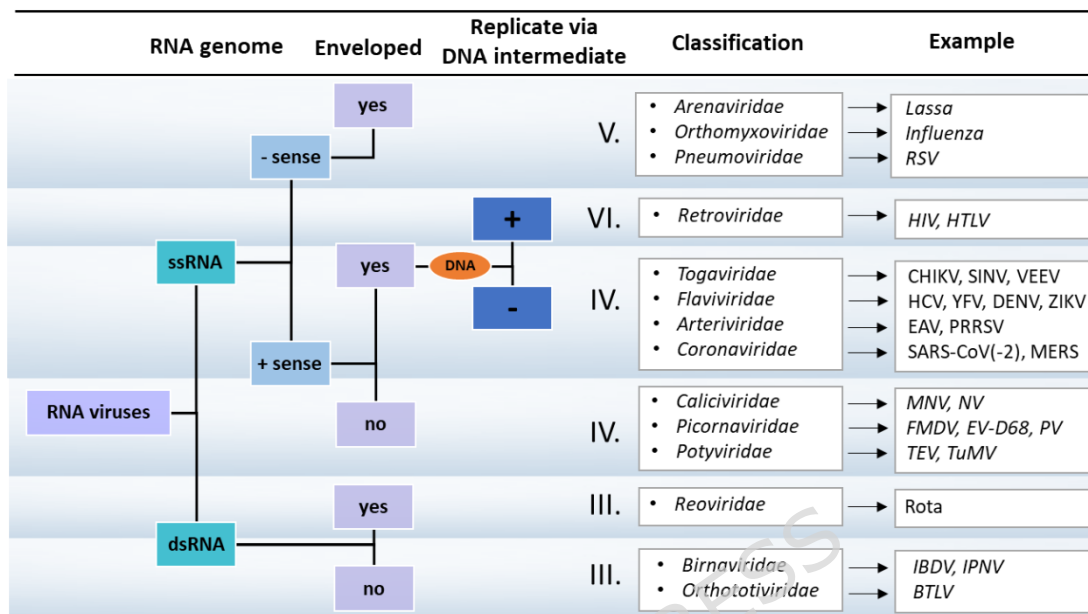 RNA genome
Enveloped
Replicate via
DNA intermediate
Classification
Example
yes
- sense
V.
• Arenaviridae
• Orthomyxoviridae
• Pneumoviridae
Lassa
Influenza
RSV
+
VI.
• Retroviridae
HIV, HTLV
ssRNA
yes
DNA
-
IV.
• Togaviridae
• Flaviviridae
• Arteriviridae
• Coronaviridae
CHIKV, SINV, VEEV
HCV, YFV, DENV, ZIKV
EAV, PRRSV
SARS-CoV(-2), MERS
+ sense
RNA viruses
no
IV.
• Caliciviridae
• Picornaviridae
• Potyviridae
MNV, NV
FMDV, EV-D68, PV
TEV, TuMV
yes
III.
• Reoviridae
Rota
dsRNA
no
III.
• Birnaviridae
• Orthototiviridae
IBDV, IPNV
BTLV
RESS